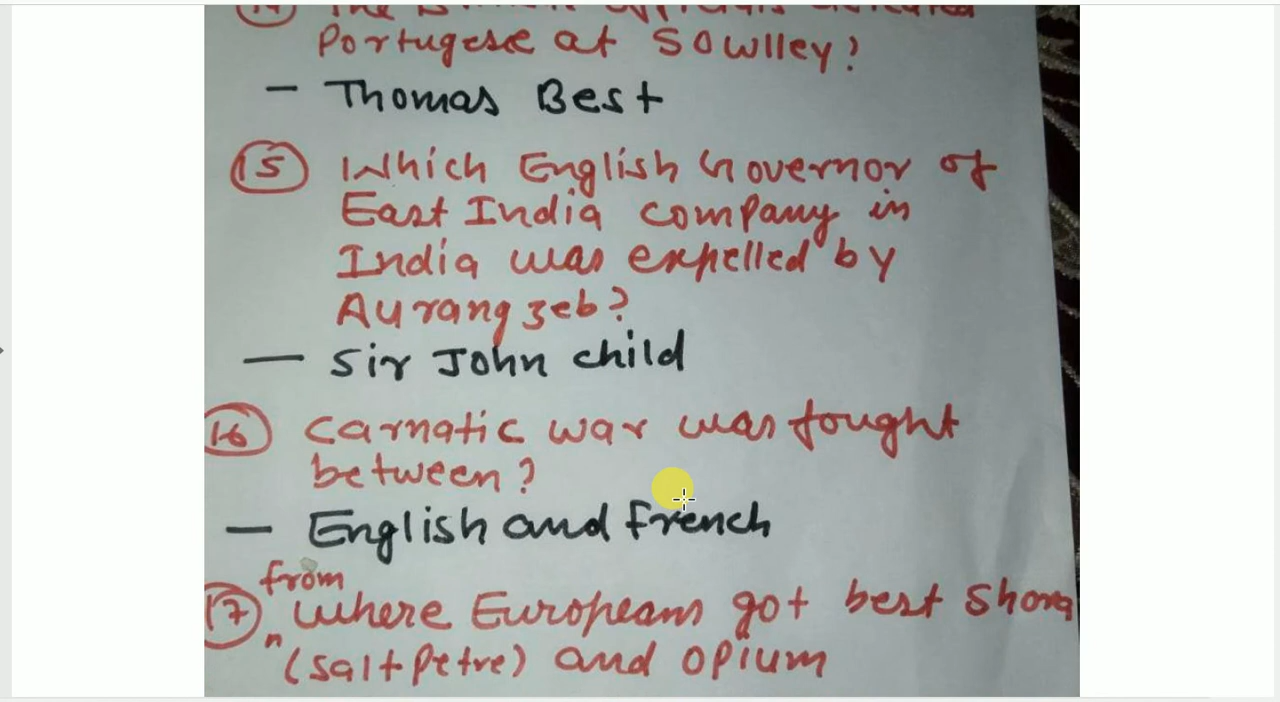 (14) The
Portugese at Sowlley?
- Thomas Best
(15) Which English Governor of
East India company in
India was expelled by
Aurangzeb?
- Sir John child
(16) Carnatic war was fought
between?
- English and French
from
(17) where Europeans got best Shora
(saltpetre) and opium